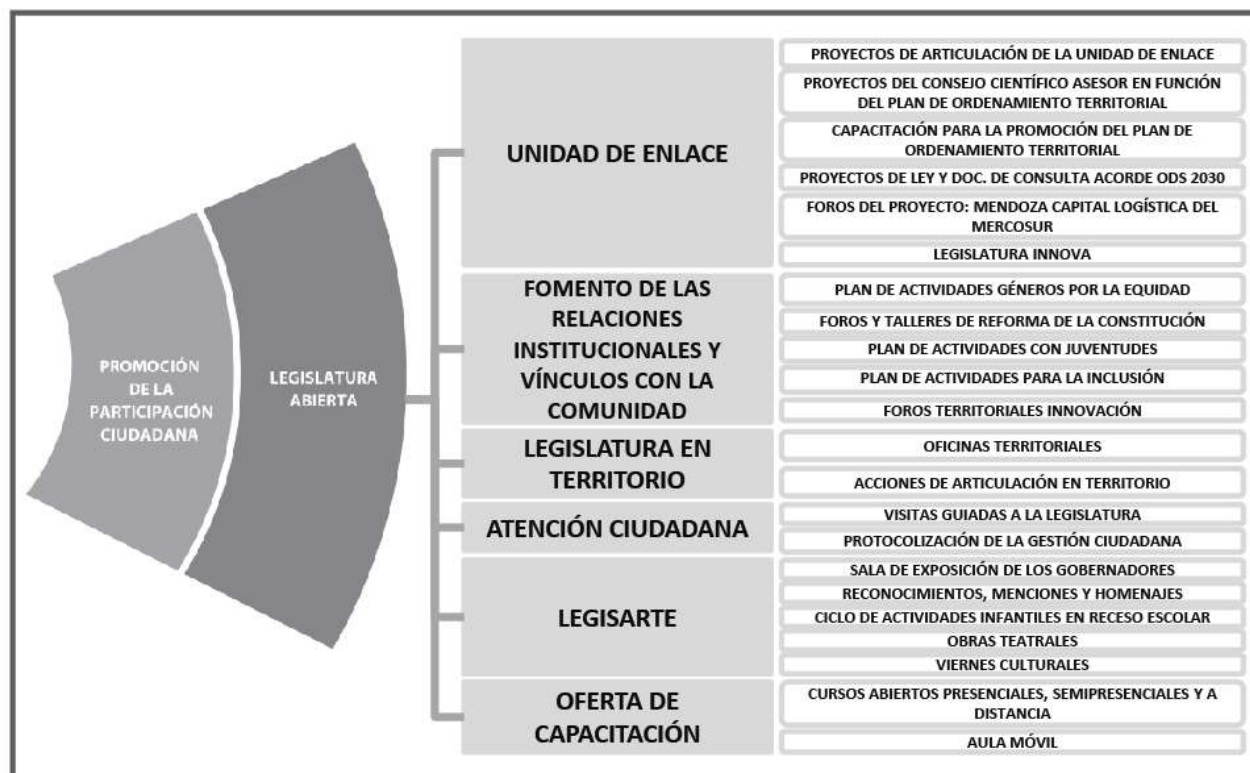 PROMOCIÓN
DE LA
PARTICIPACIÓN
CIUDADANA
LEGISLATURA
ABIERTA
UNIDAD DE ENLACE
PROYECTOS DE ARTICULACIÓN DE LA UNIDAD DE ENLACE
PROYECTOS DEL CONSEJO CIENTÍFICO ASESOR EN FUNCIÓN
DEL PLAN DE ORDENAMIENTO TERRITORIAL
CAPACITACIÓN PARA LA PROMOCIÓN DEL PLAN DE
ORDENAMIENTO TERRITORIAL
PROYECTOS DE LEY Y DOC. DE CONSULTA ACORDE ODS 2030
FOROS DEL PROYECTO: MENDOZA CAPITAL LOGÍSTICA DEL
MERCOSUR
LEGISLATURA INNOVA
FOMENTO DE LAS
RELACIONES
INSTITUCIONALES Y
VÍNCULOS CON LA
COMUNIDAD
PLAN DE ACTIVIDADES GÉNEROS POR LA EQUIDAD
FOROS Y TALLERES DE REFORMA DE LA CONSTITUCIÓN
PLAN DE ACTIVIDADES CON JUVENTUDES
PLAN DE ACTIVIDADES PARA LA INCLUSIÓN
FOROS TERRITORIALES INNOVACIÓN
LEGISLATURA EN
TERRITORIO
OFICINAS TERRITORIALES
ACCIONES DE ARTICULACIÓN EN TERRITORIO
ATENCIÓN CIUDADANA
VISITAS GUIADAS A LA LEGISLATURA
PROTOCOLIZACIÓN DE LA GESTIÓN CIUDADANA
LEGISARTE
SALA DE EXPOSICIÓN DE LOS GOBERNADORES
RECONOCIMIENTOS, MENCIONES Y HOMENAJES
CICLO DE ACTIVIDADES INFANTILES EN RECESO ESCOLAR
OBRAS TEATRALES
VIERNES CULTURALES
OFERTA DE
CAPACITACIÓN
CURSOS ABIERTOS PRESENCIALES, SEMIPRESENCIALES Y A
DISTANCIA
AULA MÓVIL